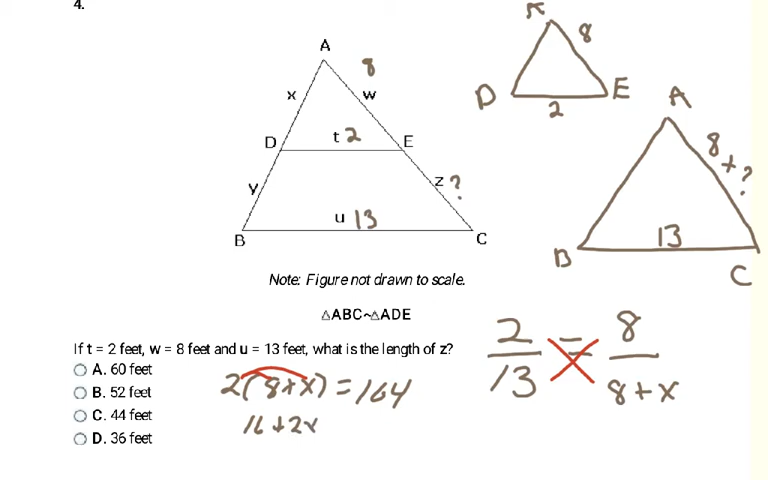 4.
A
8
x
w
D
t 2
E
y
z ?
u 13
B
C
A
8
D
E
2
A
8 + ?
B
13
C
Note: Figure not drawn to scale.
△ABC~△ADE
If t = 2 feet, w = 8 feet and u = 13 feet, what is the length of z?
A. 60 feet
B. 52 feet
C. 44 feet
D. 36 feet
2(8+x) = 104
16 + 2x
2 = 8
13 8+x